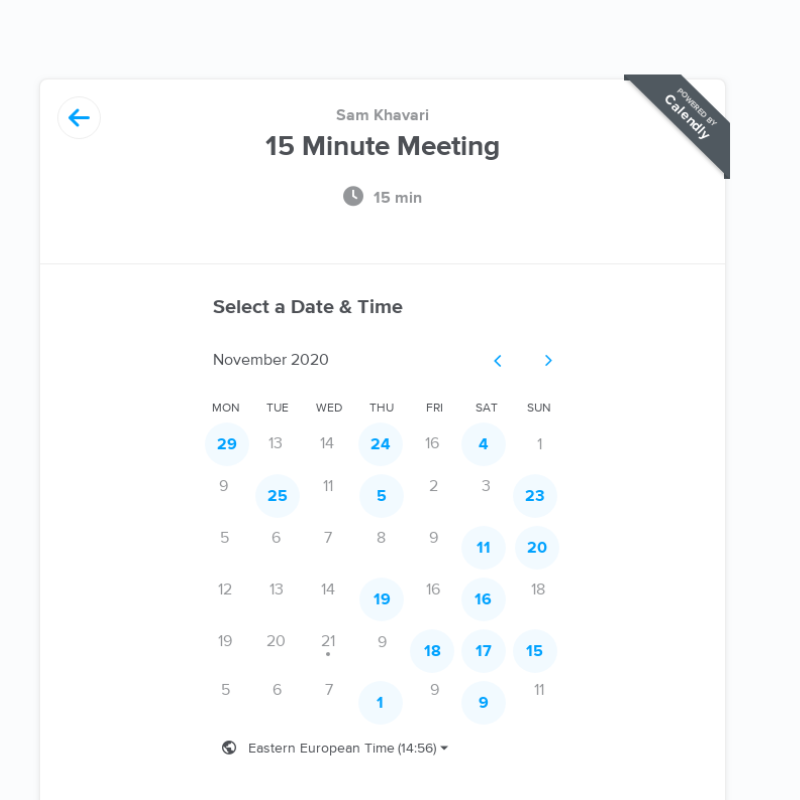 POWERED BY
Calendly
Sam Khavari
15 Minute Meeting
15 min
Select a Date & Time
November 2020
MON TUE WED THU FRI SAT SUN
29 13 14 24 16 4 1
9 25 11 5 2 3 23
5 6 7 8 9 11 20
12 13 14 19 16 16 18
19 20 21 9 18 17 15
5 6 7 1 9 9 11
Eastern European Time (14:56)